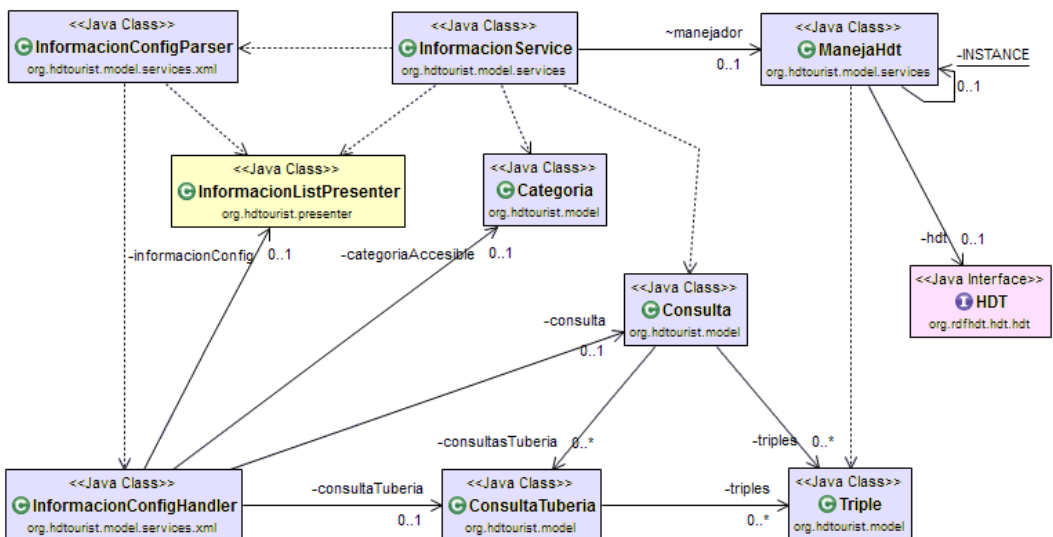 <<Java Class>>
InformacionConfigParser
org.hdtourist.model.services.xml
<<Java Class>>
InformacionService
org.hdtourist.model.services
~manejador
0..1
<<Java Class>>
ManejaHdt
org.hdtourist.model.services
-INSTANCE
0..1
<<Java Class>>
InformacionListPresenter
org.hdtourist.presenter
<<Java Class>>
Categoria
org.hdtourist.model
-informacionConfig
0..1
-categoriaAccesible
0..1
-hdt
0..1
<<Java Interface>>
HDT
org.rdfhdt.hdt.hdt
<<Java Class>>
Consulta
org.hdtourist.model
-consulta
0..1
-consultasTuberia
0..*
-triples
0..*
<<Java Class>>
InformacionConfigHandler
org.hdtourist.model.services.xml
-consultaTuberia
0..1
<<Java Class>>
ConsultaTuberia
org.hdtourist.model
-triples
0..*
<<Java Class>>
Triple
org.hdtourist.model